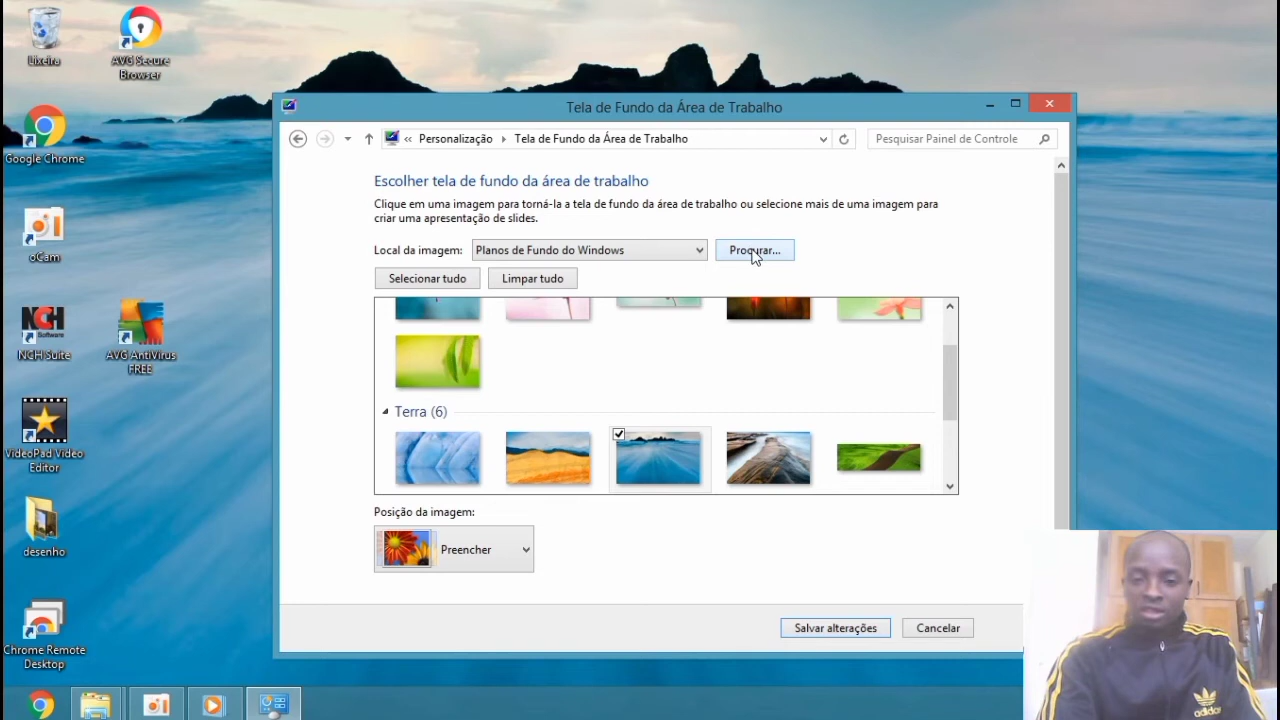 Lixeira
AVG Secure
Browser
Google Chrome
oCam
NCH
Software
NCH Suite
AVG AntiVirus
FREE
VideoPad Video
Editor
desenho
Chrome Remote
Desktop
Tela de Fundo da Área de Trabalho
« Personalização Tela de Fundo da Área de Trabalho
Pesquisar Painel de Controle
Escolher tela de fundo da área de trabalho
Clique em uma imagem para torná-la a tela de fundo da área de trabalho ou selecione mais de uma imagem para
criar uma apresentação de slides.
Local da imagem: Planos de Fundo do Windows Procurar...
Selecionar tudo Limpar tudo
Terra (6)
Posição da imagem:
Preencher
Salvar alterações Cancelar
adidas